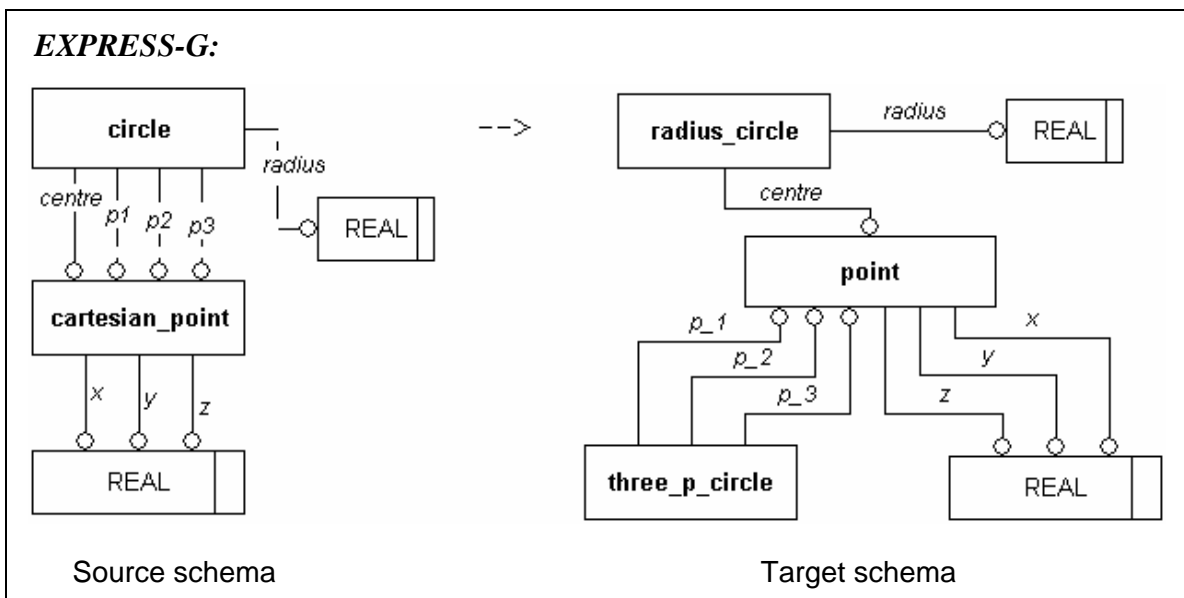 EXPRESS-G:
circle
radius
centre
p1
p2
p3
REAL
cartesian_point
x
y
z
REAL
Source schema
-->
radius_circle
radius
REAL
centre
point
p_1
p_2
p_3
x
y
z
three_p_circle
REAL
Target schema